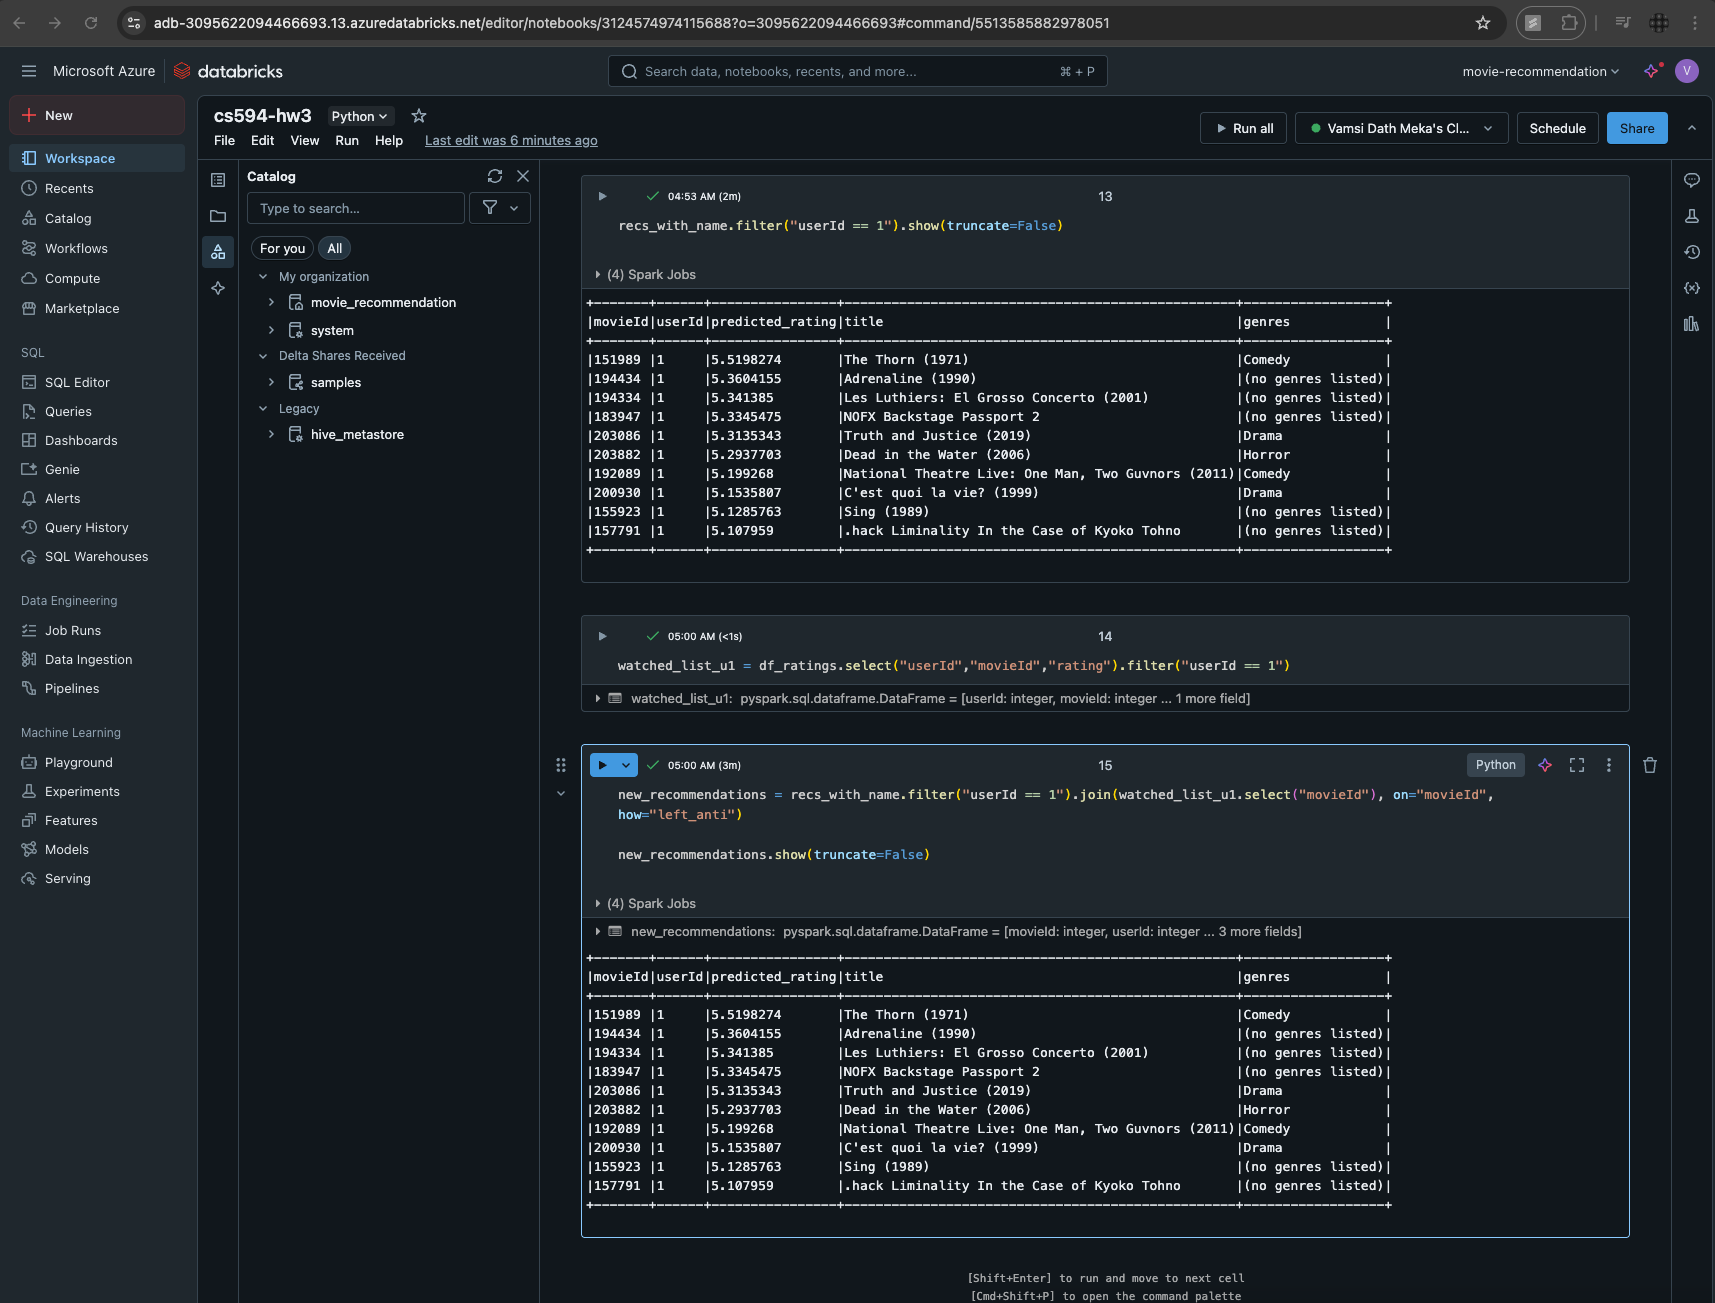 adb-3095622094466693.13.azuredatabricks.net/editor/notebooks/3124574974115688?o=3095622094466693#command/5513585882978051
Microsoft Azure databricks
Search data, notebooks, recents, and more... ⌘ + P
movie-recommendation
V
New
Workspace
Recents
Catalog
Workflows
Compute
Marketplace
SQL
SQL Editor
Queries
Dashboards
Genie
Alerts
Query History
SQL Warehouses
Data Engineering
Job Runs
Data Ingestion
Pipelines
Machine Learning
Playground
Experiments
Features
Models
Serving
cs594-hw3 Python
File Edit View Run Help Last edit was 6 minutes ago
Run all Vamsi Dath Meka's Cl... Schedule Share
Catalog
Type to search...
For you All
My organization
movie_recommendation
system
Delta Shares Received
samples
Legacy
hive_metastore
04:53 AM (2m) 13
recs_with_name.filter("userId == 1").show(truncate=False)
(4) Spark Jobs
+-------+------+----------------+--------------------------------------------------+------------------+
|movieId|userId|predicted_rating|title |genres |
+-------+------+----------------+--------------------------------------------------+------------------+
|151989 |1 |5.5198274 |The Thorn (1971) |Comedy |
|194434 |1 |5.3604155 |Adrenaline (1990) |(no genres listed)|
|194334 |1 |5.341385 |Les Luthiers: El Grosso Concerto (2001) |(no genres listed)|
|183947 |1 |5.3345475 |NOFX Backstage Passport 2 |(no genres listed)|
|203086 |1 |5.3135343 |Truth and Justice (2019) |Drama |
|203882 |1 |5.2937703 |Dead in the Water (2006) |Horror |
|192089 |1 |5.199268 |National Theatre Live: One Man, Two Guvnors (2011)|Comedy |
|200930 |1 |5.1535807 |C'est quoi la vie? (1999) |Drama |
|155923 |1 |5.1285763 |Sing (1989) |(no genres listed)|
|157791 |1 |5.107959 |.hack Liminality In the Case of Kyoko Tohno |(no genres listed)|
+-------+------+----------------+--------------------------------------------------+------------------+
05:00 AM (<1s) 14
watched_list_u1 = df_ratings.select("userId","movieId","rating").filter("userId == 1")
watched_list_u1: pyspark.sql.dataframe.DataFrame = [userId: integer, movieId: integer ... 1 more field]
05:00 AM (3m) 15 Python
new_recommendations = recs_with_name.filter("userId == 1").join(watched_list_u1.select("movieId"), on="movieId",
how="left_anti")
new_recommendations.show(truncate=False)
(4) Spark Jobs
new_recommendations: pyspark.sql.dataframe.DataFrame = [movieId: integer, userId: integer ... 3 more fields]
+-------+------+----------------+--------------------------------------------------+------------------+
|movieId|userId|predicted_rating|title |genres |
+-------+------+----------------+--------------------------------------------------+------------------+
|151989 |1 |5.5198274 |The Thorn (1971) |Comedy |
|194434 |1 |5.3604155 |Adrenaline (1990) |(no genres listed)|
|194334 |1 |5.341385 |Les Luthiers: El Grosso Concerto (2001) |(no genres listed)|
|183947 |1 |5.3345475 |NOFX Backstage Passport 2 |(no genres listed)|
|203086 |1 |5.3135343 |Truth and Justice (2019) |Drama |
|203882 |1 |5.2937703 |Dead in the Water (2006) |Horror |
|192089 |1 |5.199268 |National Theatre Live: One Man, Two Guvnors (2011)|Comedy |
|200930 |1 |5.1535807 |C'est quoi la vie? (1999) |Drama |
|155923 |1 |5.1285763 |Sing (1989) |(no genres listed)|
|157791 |1 |5.107959 |.hack Liminality In the Case of Kyoko Tohno |(no genres listed)|
+-------+------+----------------+--------------------------------------------------+------------------+
[Shift+Enter] to run and move to next cell
[Cmd+Shift+P] to open the command palette